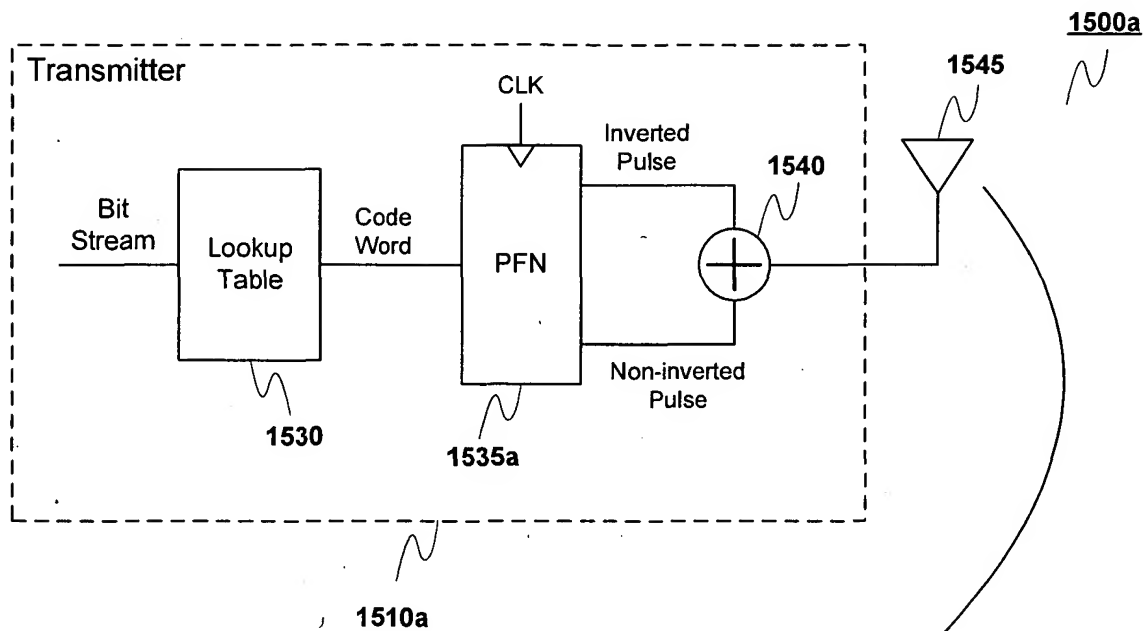 1500a
Transmitter
CLK
1545
Inverted
Pulse
1540
Bit
Stream
Lookup
Table
Code
Word
PFN
Non-inverted
Pulse
1530
1535a
1510a